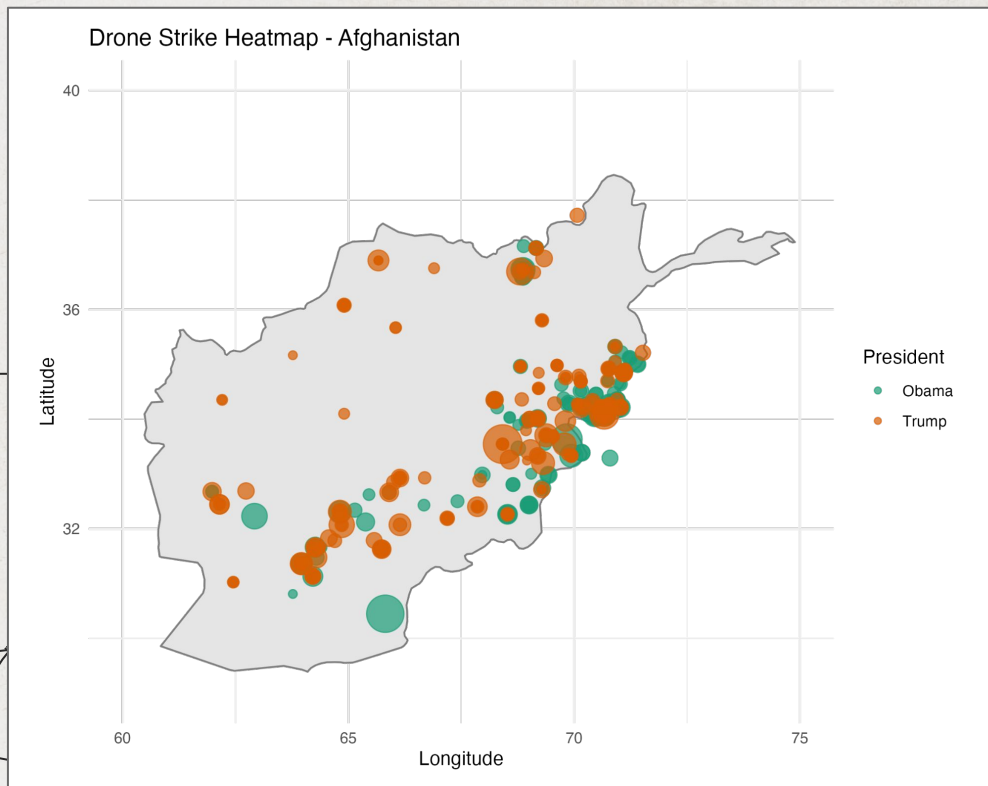 Drone Strike Heatmap - Afghanistan
40
36
32
Latitude
60
65
70
75
Longitude
President
Obama
Trump